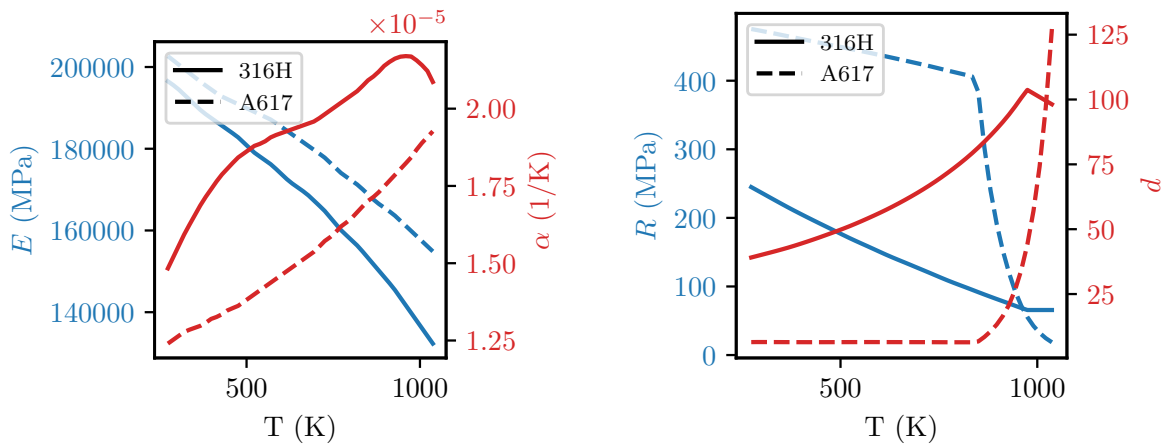 ×10⁻⁵
316H
A617
200000
180000
160000
140000
E (MPa)
2.00
1.75
1.50
1.25
α (1/K)
500
1000
T (K)
316H
A617
400
300
200
100
0
R (MPa)
125
100
75
50
25
d
500
1000
T (K)